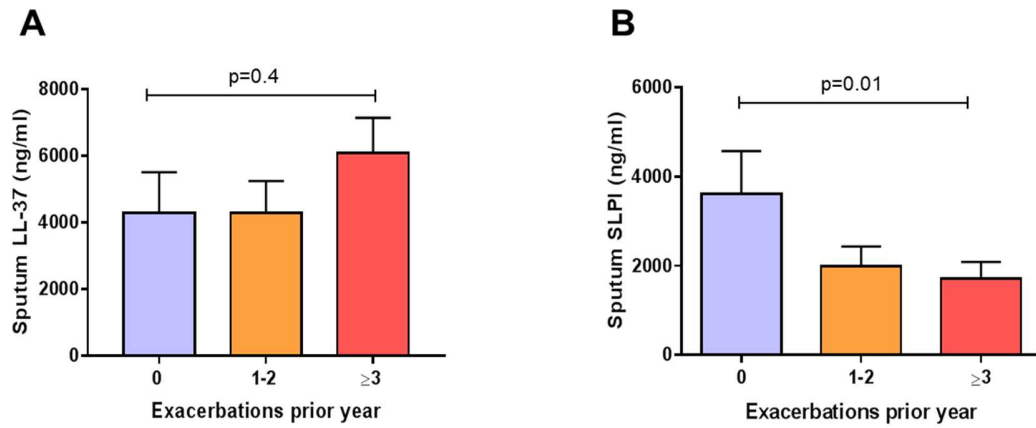 A
p=0.4
Sputum LL-37 (ng/ml)
8000
6000
4000
2000
0
0 1-2 ≥3
Exacerbations prior year
B
p=0.01
Sputum SLPI (ng/ml)
6000
4000
2000
0
0 1-2 ≥3
Exacerbations prior year